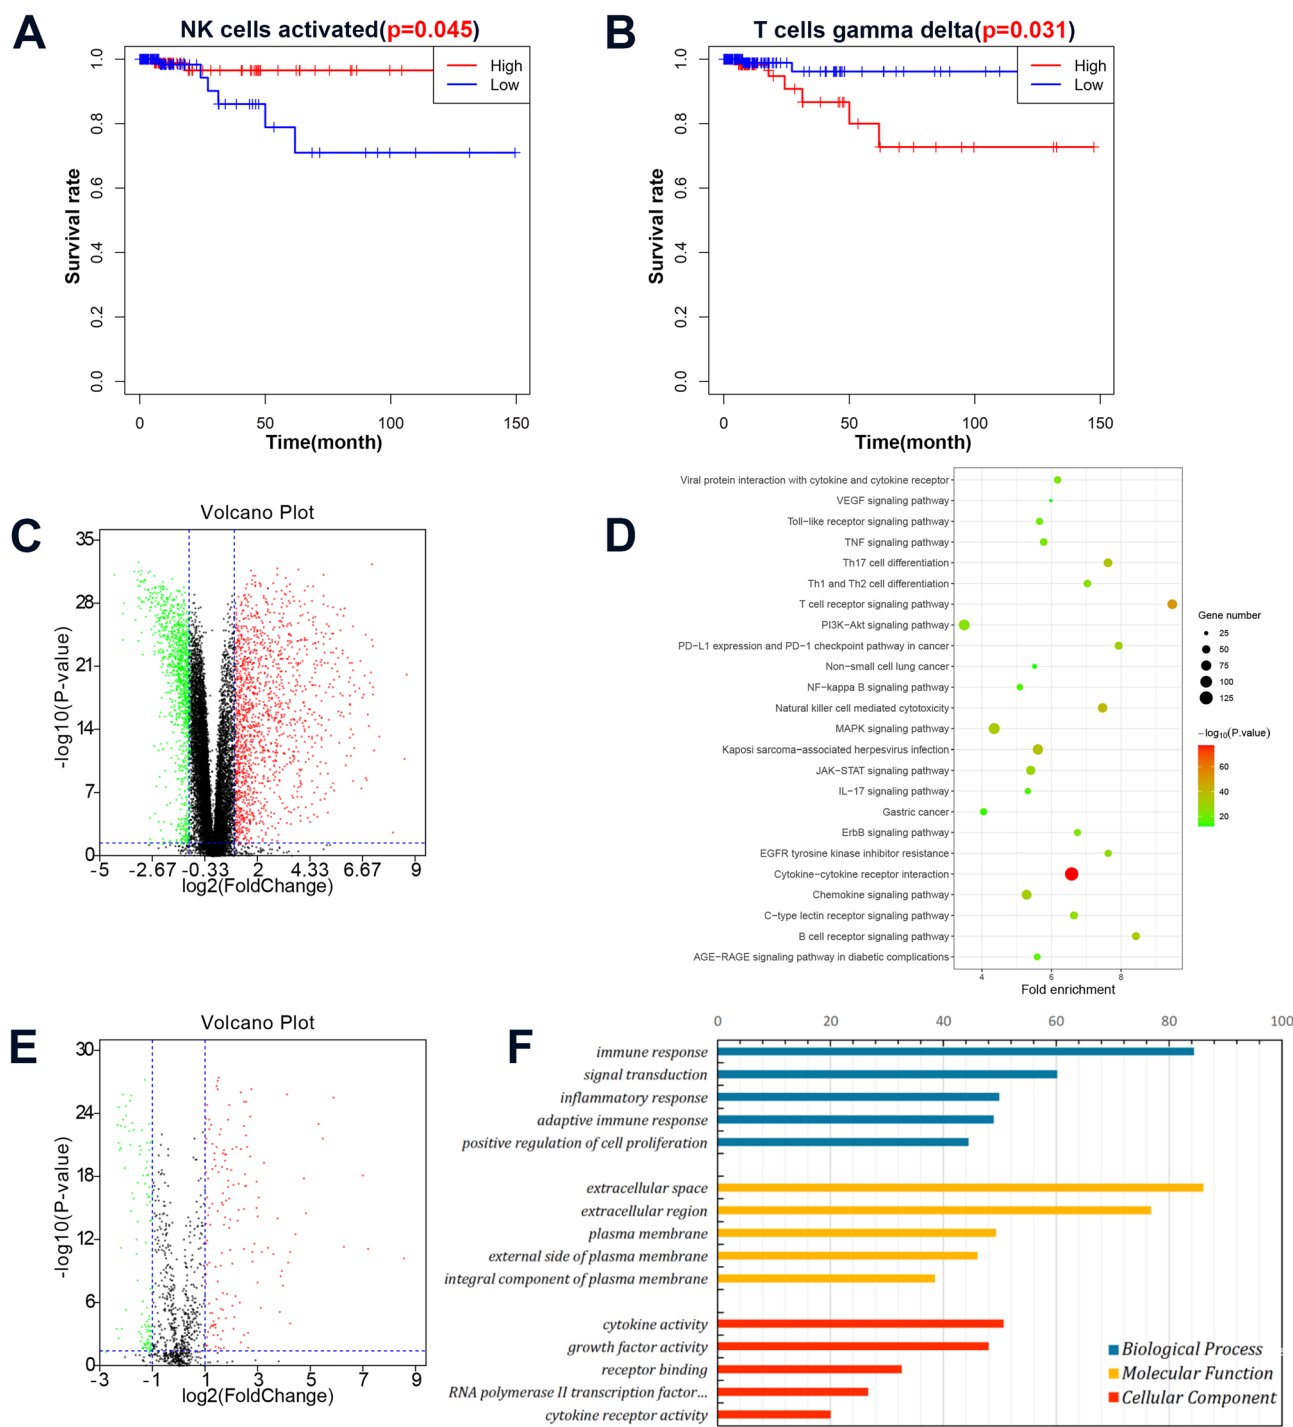 A
NK cells activated(p=0.045)
Survival rate
1.0
0.8
0.6
0.4
0.2
0.0
High
Low
0
50
100
150
Time(month)
B
T cells gamma delta(p=0.031)
Survival rate
1.0
0.8
0.6
0.4
0.2
0.0
High
Low
0
50
100
150
Time(month)
C
Volcano Plot
-log10(P-value)
35
28
21
14
7
0
-5
-2.67
-0.33
2
4.33
6.67
9
log2(FoldChange)
D
Viral protein interaction with cytokine and cytokine receptor
VEGF signaling pathway
Toll−like receptor signaling pathway
TNF signaling pathway
Th17 cell differentiation
Th1 and Th2 cell differentiation
T cell receptor signaling pathway
PI3K−Akt signaling pathway
PD−L1 expression and PD−1 checkpoint pathway in cancer
Non−small cell lung cancer
NF−kappa B signaling pathway
Natural killer cell mediated cytotoxicity
MAPK signaling pathway
Kaposi sarcoma−associated herpesvirus infection
JAK−STAT signaling pathway
IL−17 signaling pathway
Gastric cancer
ErbB signaling pathway
EGFR tyrosine kinase inhibitor resistance
Cytokine−cytokine receptor interaction
Chemokine signaling pathway
C−type lectin receptor signaling pathway
B cell receptor signaling pathway
AGE−RAGE signaling pathway in diabetic complications
4
6
8
Fold enrichment
Gene number
25
50
75
100
125
−log10(P.value)
60
40
20
E
Volcano Plot
-log10(P-value)
30
24
18
12
6
0
-3
-1
1
3
5
7
9
log2(FoldChange)
F
0
20
40
60
80
100
immune response
signal transduction
inflammatory response
adaptive immune response
positive regulation of cell proliferation
extracellular space
extracellular region
plasma membrane
external side of plasma membrane
integral component of plasma membrane
cytokine activity
growth factor activity
receptor binding
RNA polymerase II transcription factor...
cytokine receptor activity
Biological Process
Molecular Function
Cellular Component